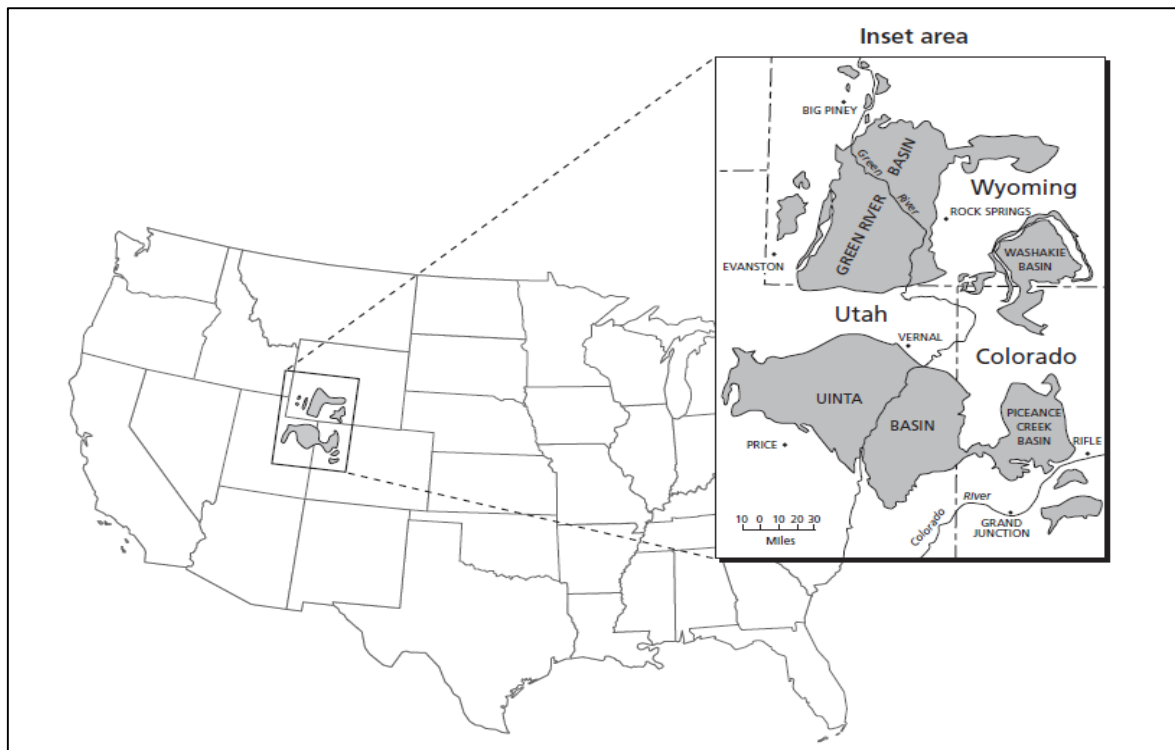 Inset area
BIG PINEY
Green
River
GREEN RIVER
BASIN
Wyoming
ROCK SPRINGS
EVANSTON
WASHAKIE
BASIN
Utah
VERNAL
Colorado
UINTA
BASIN
PICEANCE
CREEK
BASIN
PRICE
RIFLE
Colorado
River
GRAND
JUNCTION
10 0 10 20 30
Miles